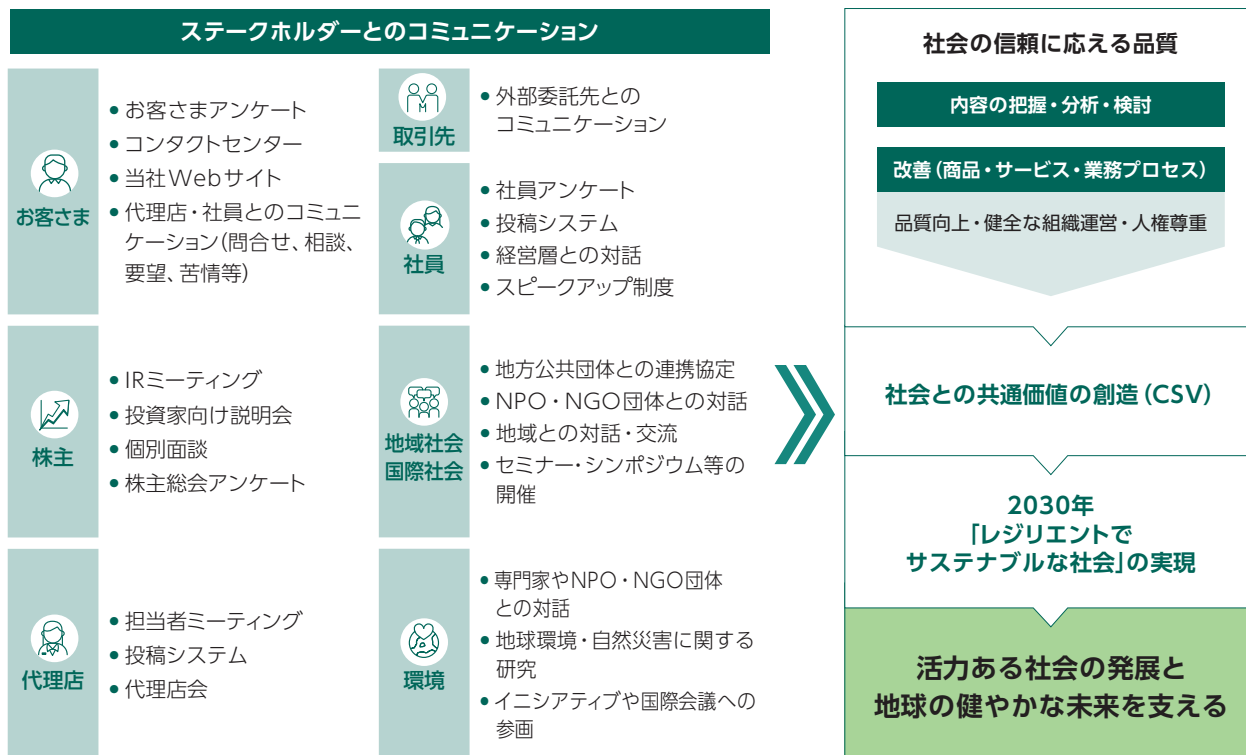 ステークホルダーとのコミュニケーション
お客さま
● お客さまアンケート
● コンタクトセンター
● 当社Webサイト
● 代理店・社員とのコミュニ
ケーション(問合せ、相談、
要望、苦情等)
株主
● IRミーティング
● 投資家向け説明会
● 個別面談
● 株主総会アンケート
代理店
● 担当者ミーティング
● 投稿システム
● 代理店会
取引先
● 外部委託先との
コミュニケーション
社員
● 社員アンケート
● 投稿システム
● 経営層との対話
● スピークアップ制度
地域社会
国際社会
● 地方公共団体との連携協定
● NPO・NGO団体との対話
● 地域との対話・交流
● セミナー・シンポジウム等の
開催
環境
● 専門家やNPO・NGO団体
との対話
● 地球環境・自然災害に関する
研究
● イニシアティブや国際会議への
参画
社会の信頼に応える品質
内容の把握・分析・検討
改善(商品・サービス・業務プロセス)
品質向上・健全な組織運営・人権尊重
社会との共通価値の創造(CSV)
2030年
「レジリエントで
サステナブルな社会」の実現
活力ある社会の発展と
地球の健やかな未来を支える